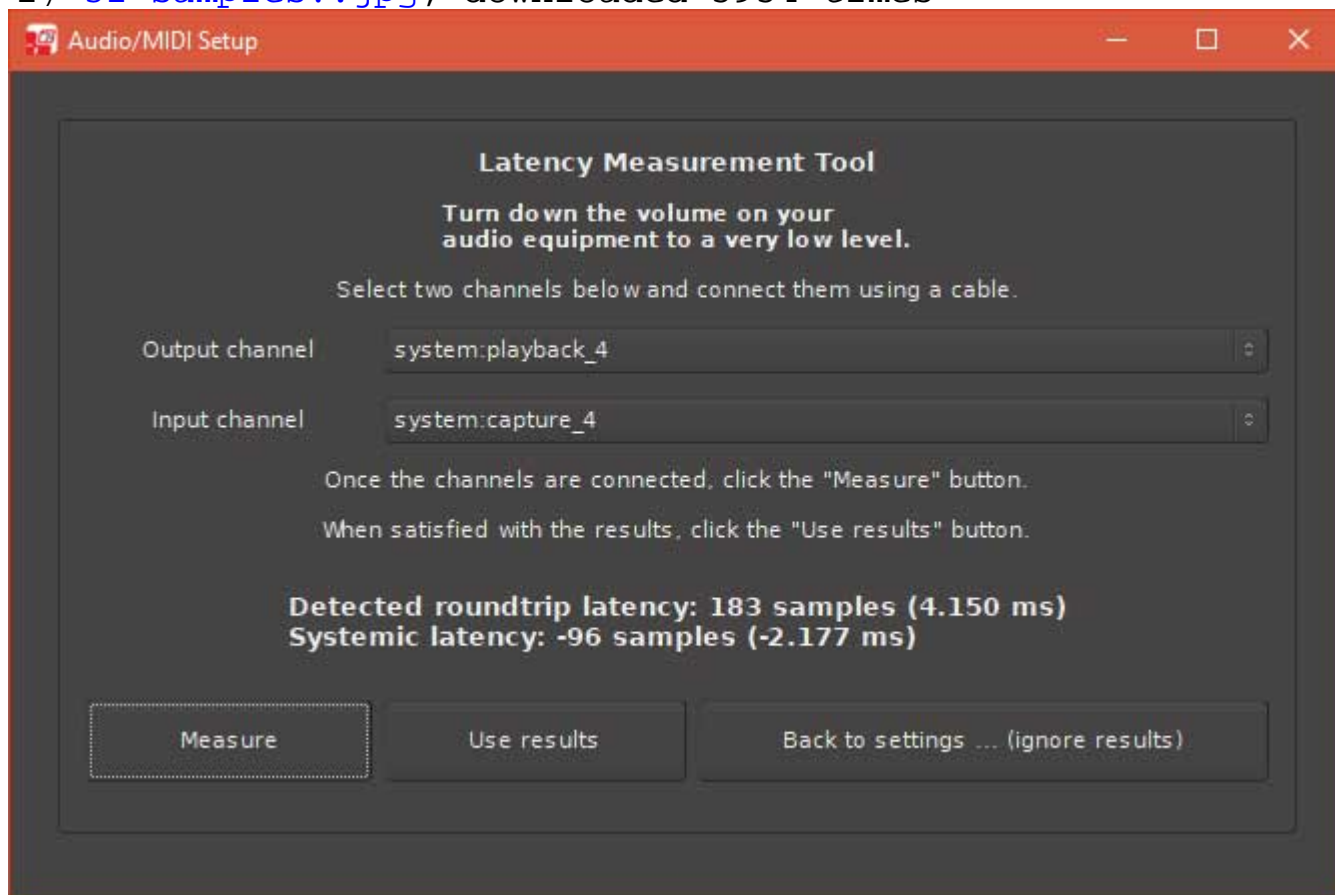 Audio/MIDI Setup
Latency Measurement Tool
Turn down the volume on your
audio equipment to a very low level.
Select two channels below and connect them using a cable.
Output channel system:playback_4
Input channel system:capture_4
Once the channels are connected, click the "Measure" button.
When satisfied with the results, click the "Use results" button.
Detected roundtrip latency: 183 samples (4.150 ms)
Systemic latency: -96 samples (-2.177 ms)
Measure Use results Back to settings ... (ignore results)